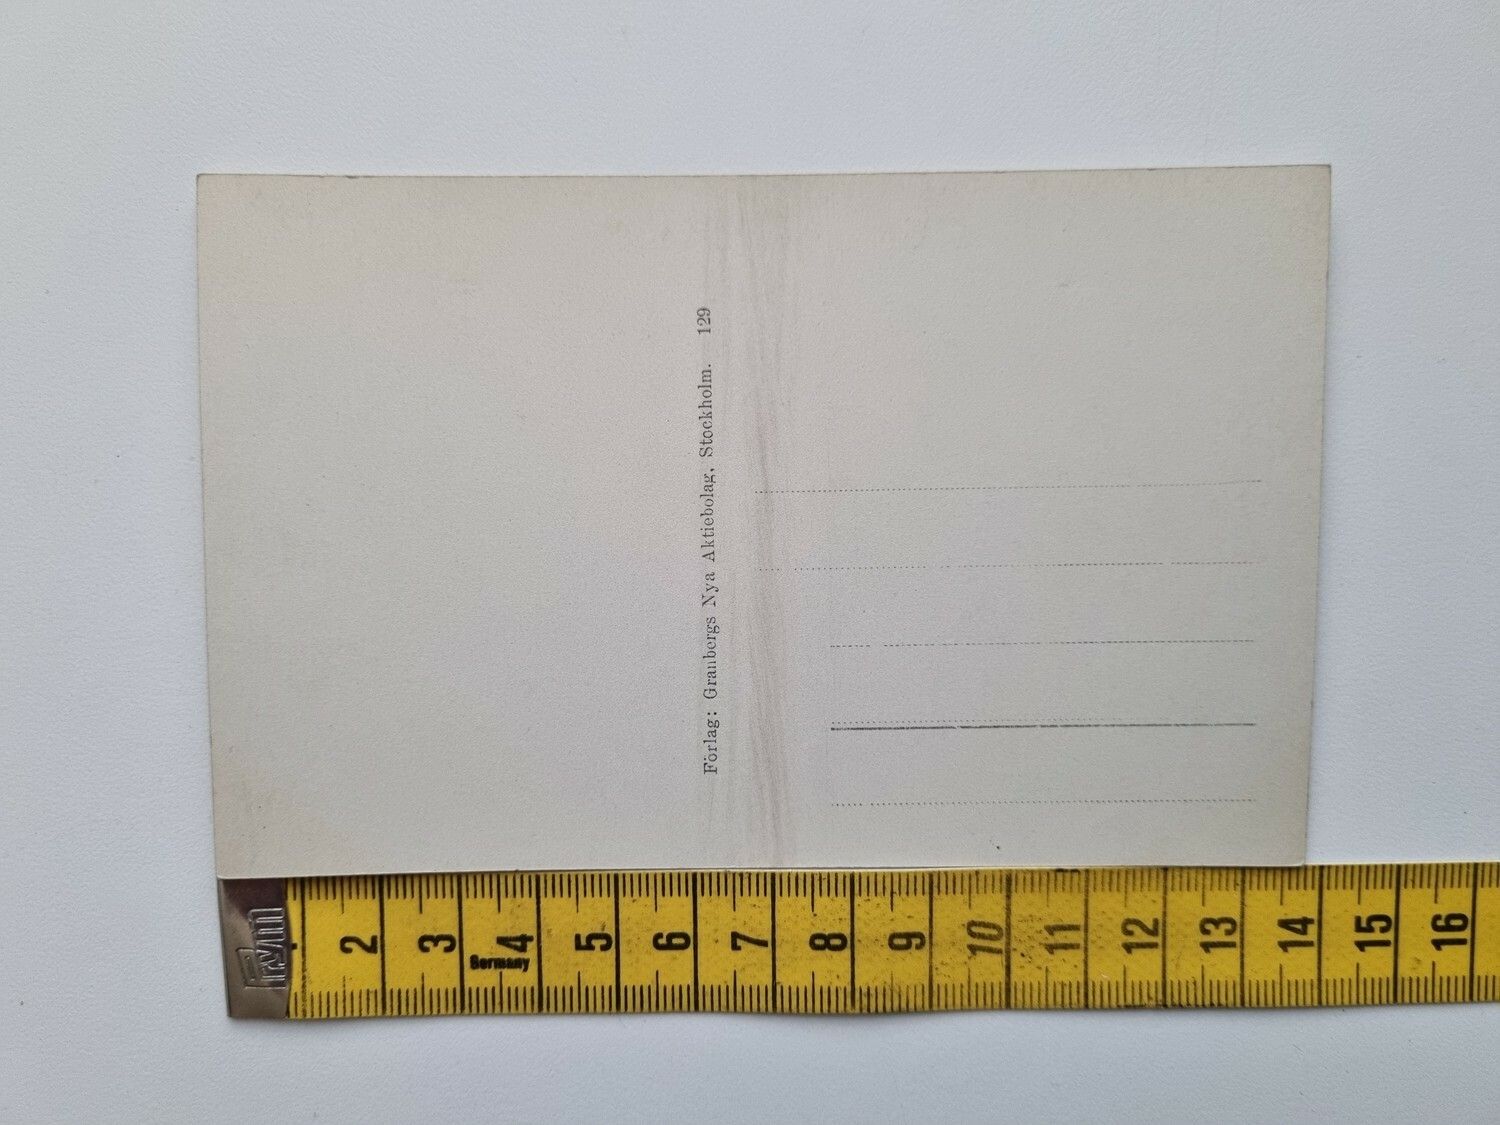 Förlag: Granbergs Nya Aktiebolag, Stockholm. 129
Prym
2 3 4 5 6 7 8 9 10 11 12 13 14 15 16
Germany